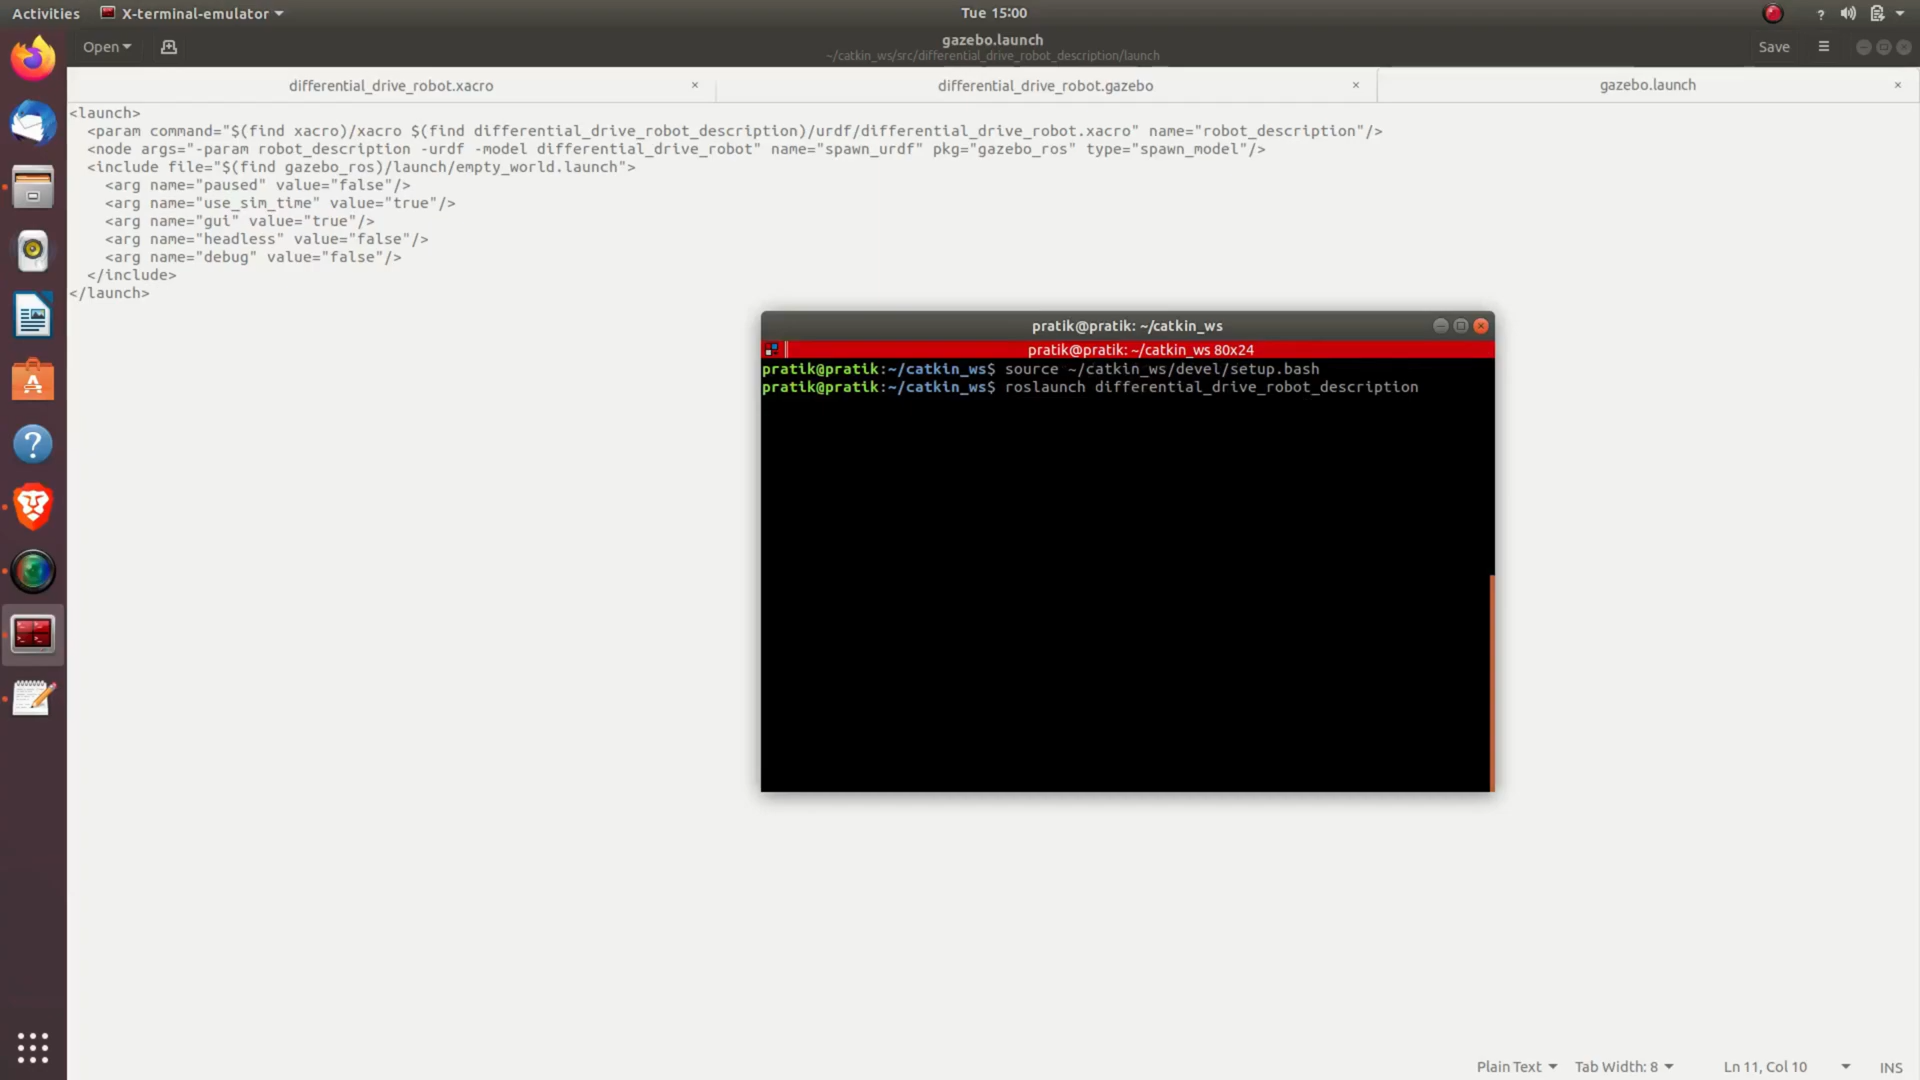 Activities X-terminal-emulator Tue 15:00 ?
Open gazebo.launch Save
~/catkin_ws/src/differential_drive_robot_description/launch
differential_drive_robot.xacro × differential_drive_robot.gazebo × gazebo.launch ×
<launch>
<param command="$(find xacro)/xacro $(find differential_drive_robot_description)/urdf/differential_drive_robot.xacro" name="robot_description"/>
<node args="-param robot_description -urdf -model differential_drive_robot" name="spawn_urdf" pkg="gazebo_ros" type="spawn_model"/>
<include file="$(find gazebo_ros)/launch/empty_world.launch">
<arg name="paused" value="false"/>
<arg name="use_sim_time" value="true"/>
<arg name="gui" value="true"/>
<arg name="headless" value="false"/>
<arg name="debug" value="false"/>
</include>
</launch>
pratik@pratik: ~/catkin_ws
pratik@pratik: ~/catkin_ws 80x24
pratik@pratik:~/catkin_ws$ source ~/catkin_ws/devel/setup.bash
pratik@pratik:~/catkin_ws$ roslaunch differential_drive_robot_description
Plain Text Tab Width: 8 Ln 11, Col 10 INS